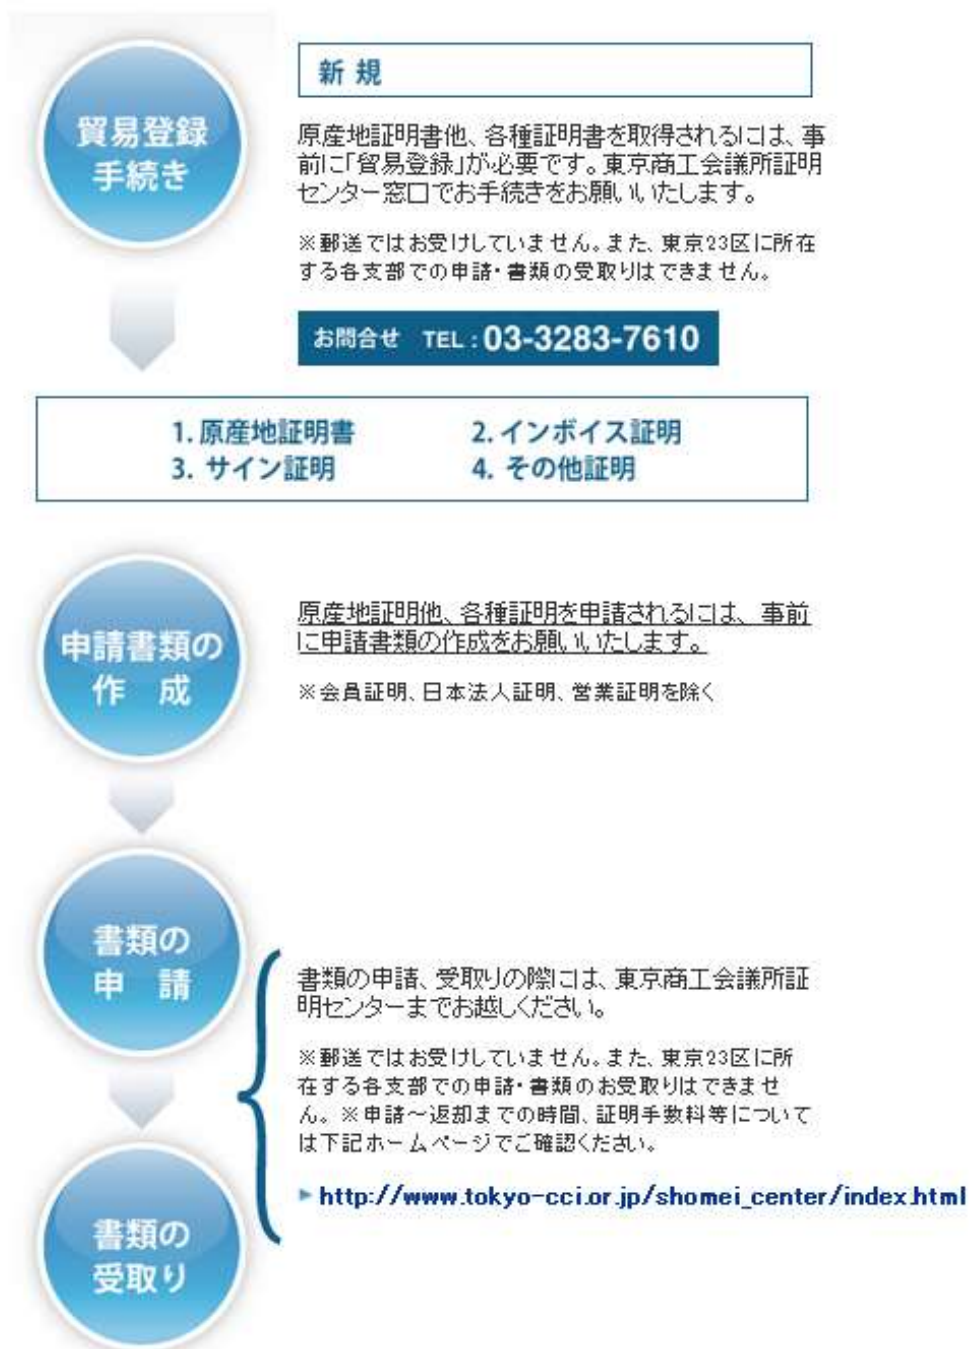 貿易登録
手続き
新 規
原産地証明書他、各種証明書を取得されるには、事
前に「貿易登録」が必要です。東京商工会議所証明
センター窓口でお手続きをお願いいたします。
※郵送ではお受けしていません。また、東京23区に所在
する各支部での申請・書類の受取りはできません。
お問合せ TEL : 03-3283-7610
1. 原産地証明書 2. インボイス証明
3. サイン証明 4. その他証明
申請書類の
作 成
原産地証明他、各種証明を申請されるには、事前
に申請書類の作成をお願いいたします。
※会員証明、日本法人証明、営業証明を除く
書類の
申 請
書類の申請、受取りの際には、東京商工会議所証
明センターまでお越しください。
※郵送ではお受けしていません。また、東京23区に所
在する各支部での申請・書類のお受取りはできませ
ん。※申請～返却までの時間、証明手数料等について
は下記ホームページでご確認ください。
http://www.tokyo-cci.or.jp/shomei_center/index.html
書類の
受取り